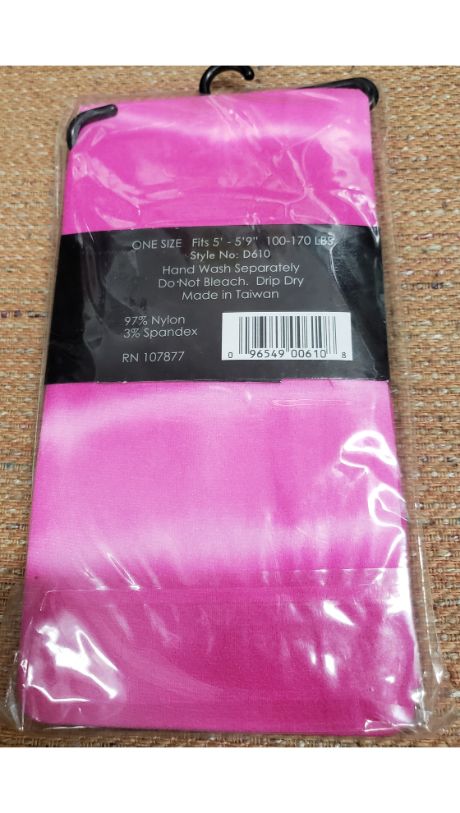 ONE SIZE Fits 5' - 5'9" 100-170 LBS
Style No: D610
Hand Wash Separately
Do Not Bleach. Drip Dry
Made in Taiwan
97% Nylon
3% Spandex
RN 107877
0 96549 00610 8